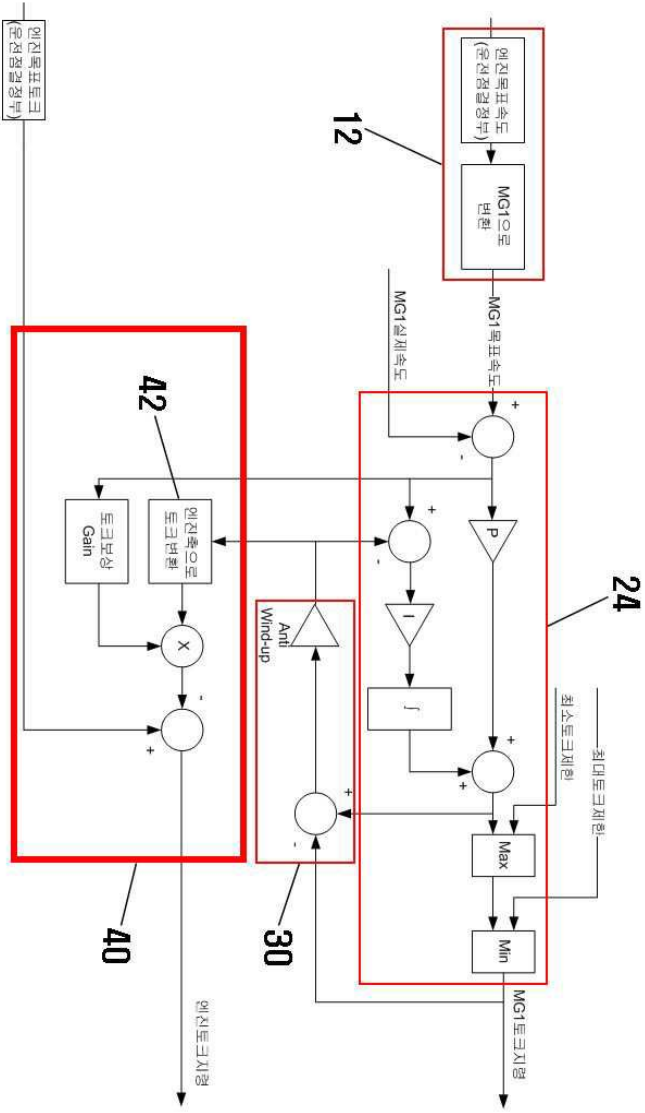 엔진목표속도
(운전점결정부)
MG1으로
변환
12
MG1목표속도
MG1실제속도
+
-
P
24
+
-
I
∫
+
+
최소토크제한
최대토크제한
Max
Min
MG1토크지령
Anti
Wind-up
+
-
30
42
엔진축으로
토크변환
토크보상
Gain
X
-
+
40
엔진목표토크
(운전점결정부)
엔진토크지령